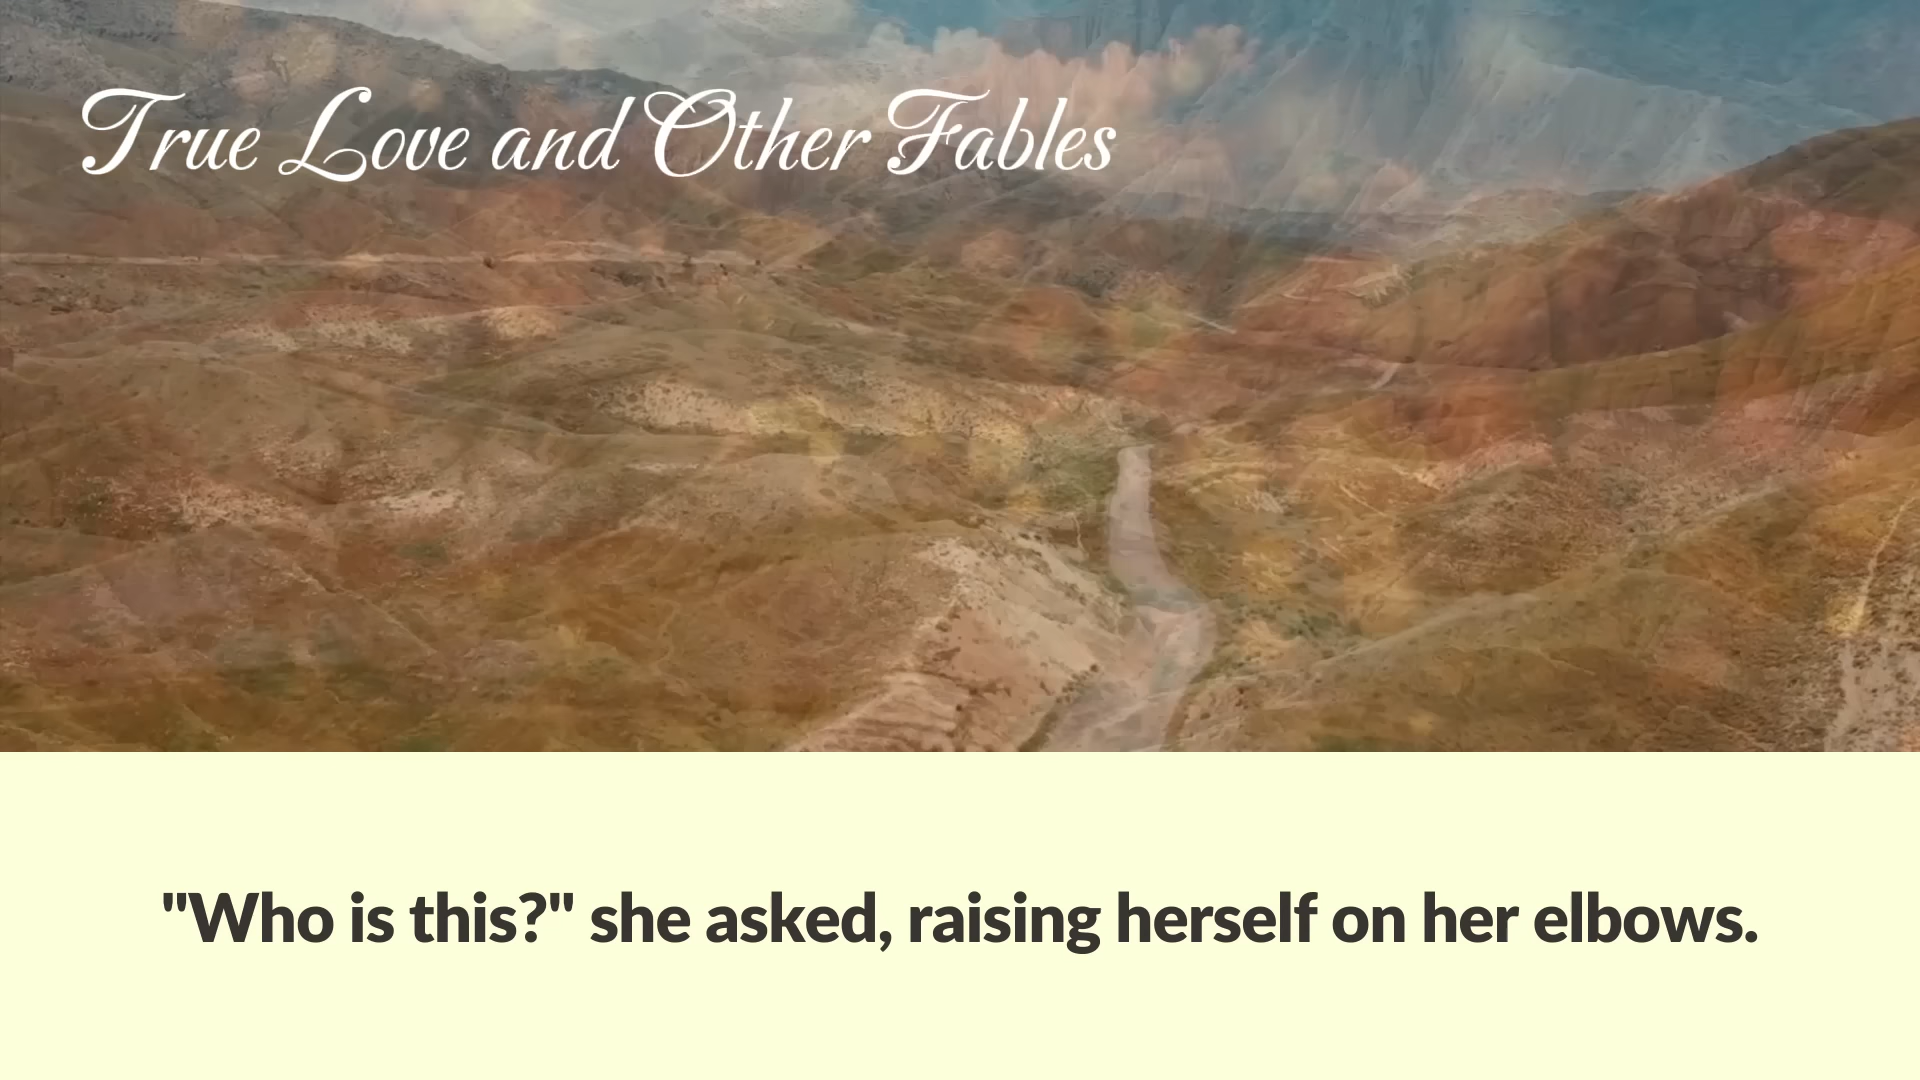 True Love and Other Fables
"Who is this?" she asked, raising herself on her elbows.